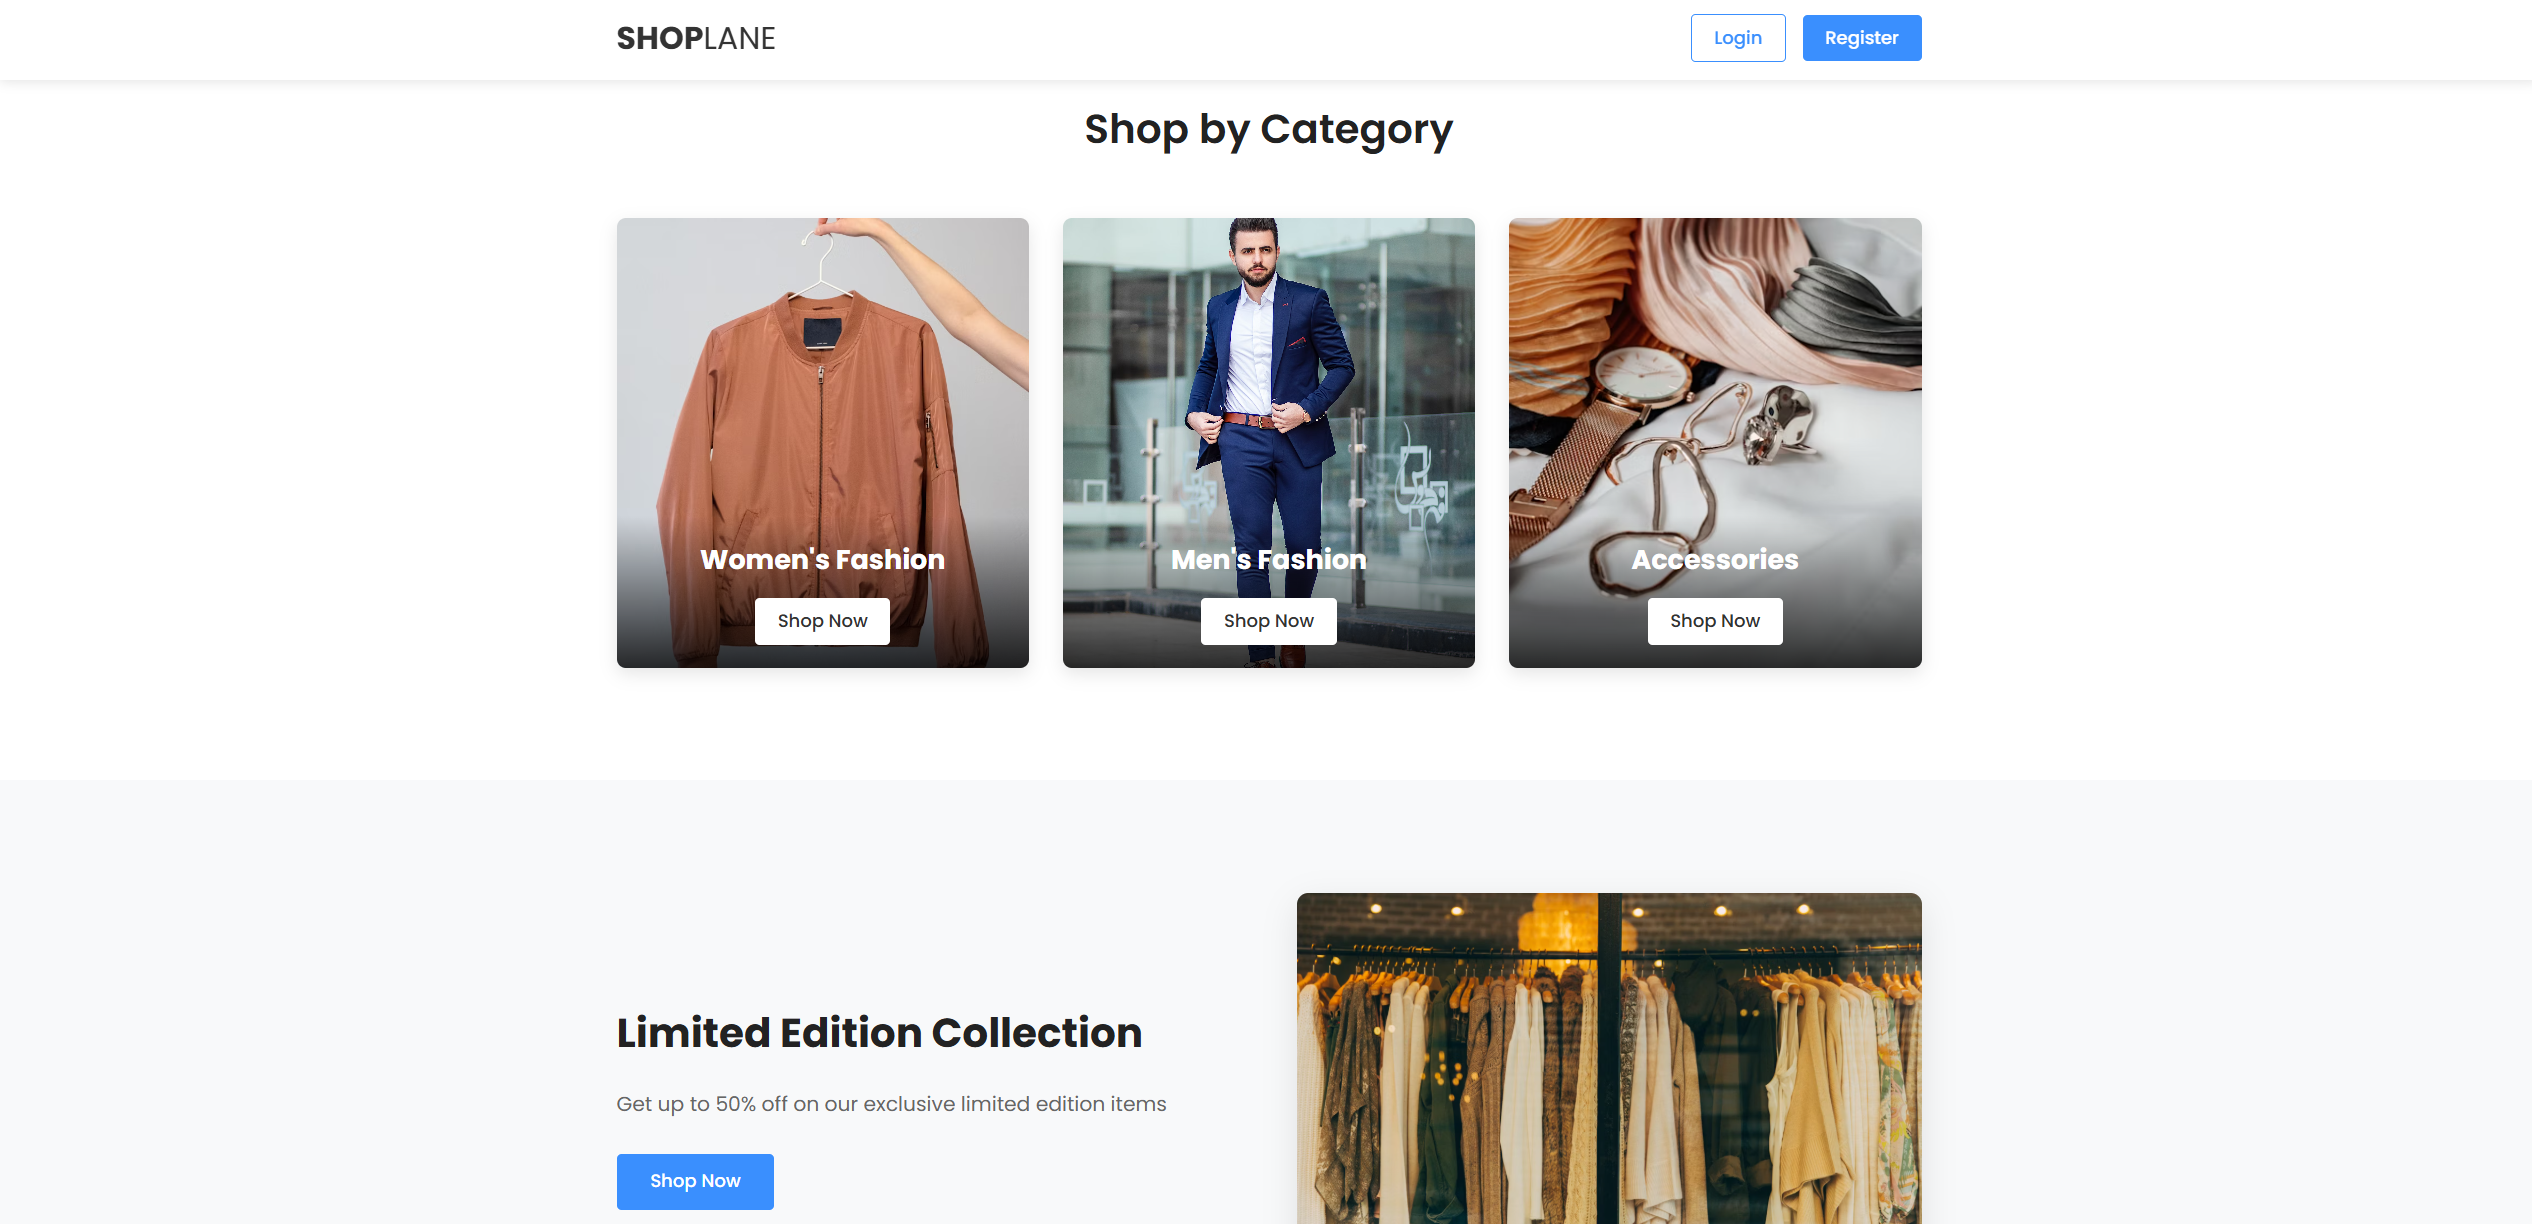 SHOPLANE
Login
Register
Shop by Category
Women's Fashion
Shop Now
Men's Fashion
Shop Now
Accessories
Shop Now
Limited Edition Collection
Get up to 50% off on our exclusive limited edition items
Shop Now